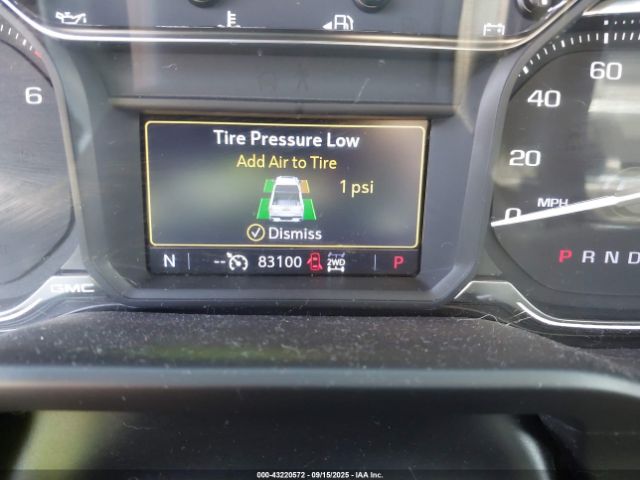 6
Tire Pressure Low
Add Air to Tire
1 psi
Dismiss
N -- 83100 2WD P
GMC
60
40
20
0
MPH
P R N D
000-43220572 - 09/15/2025 - IAA Inc.